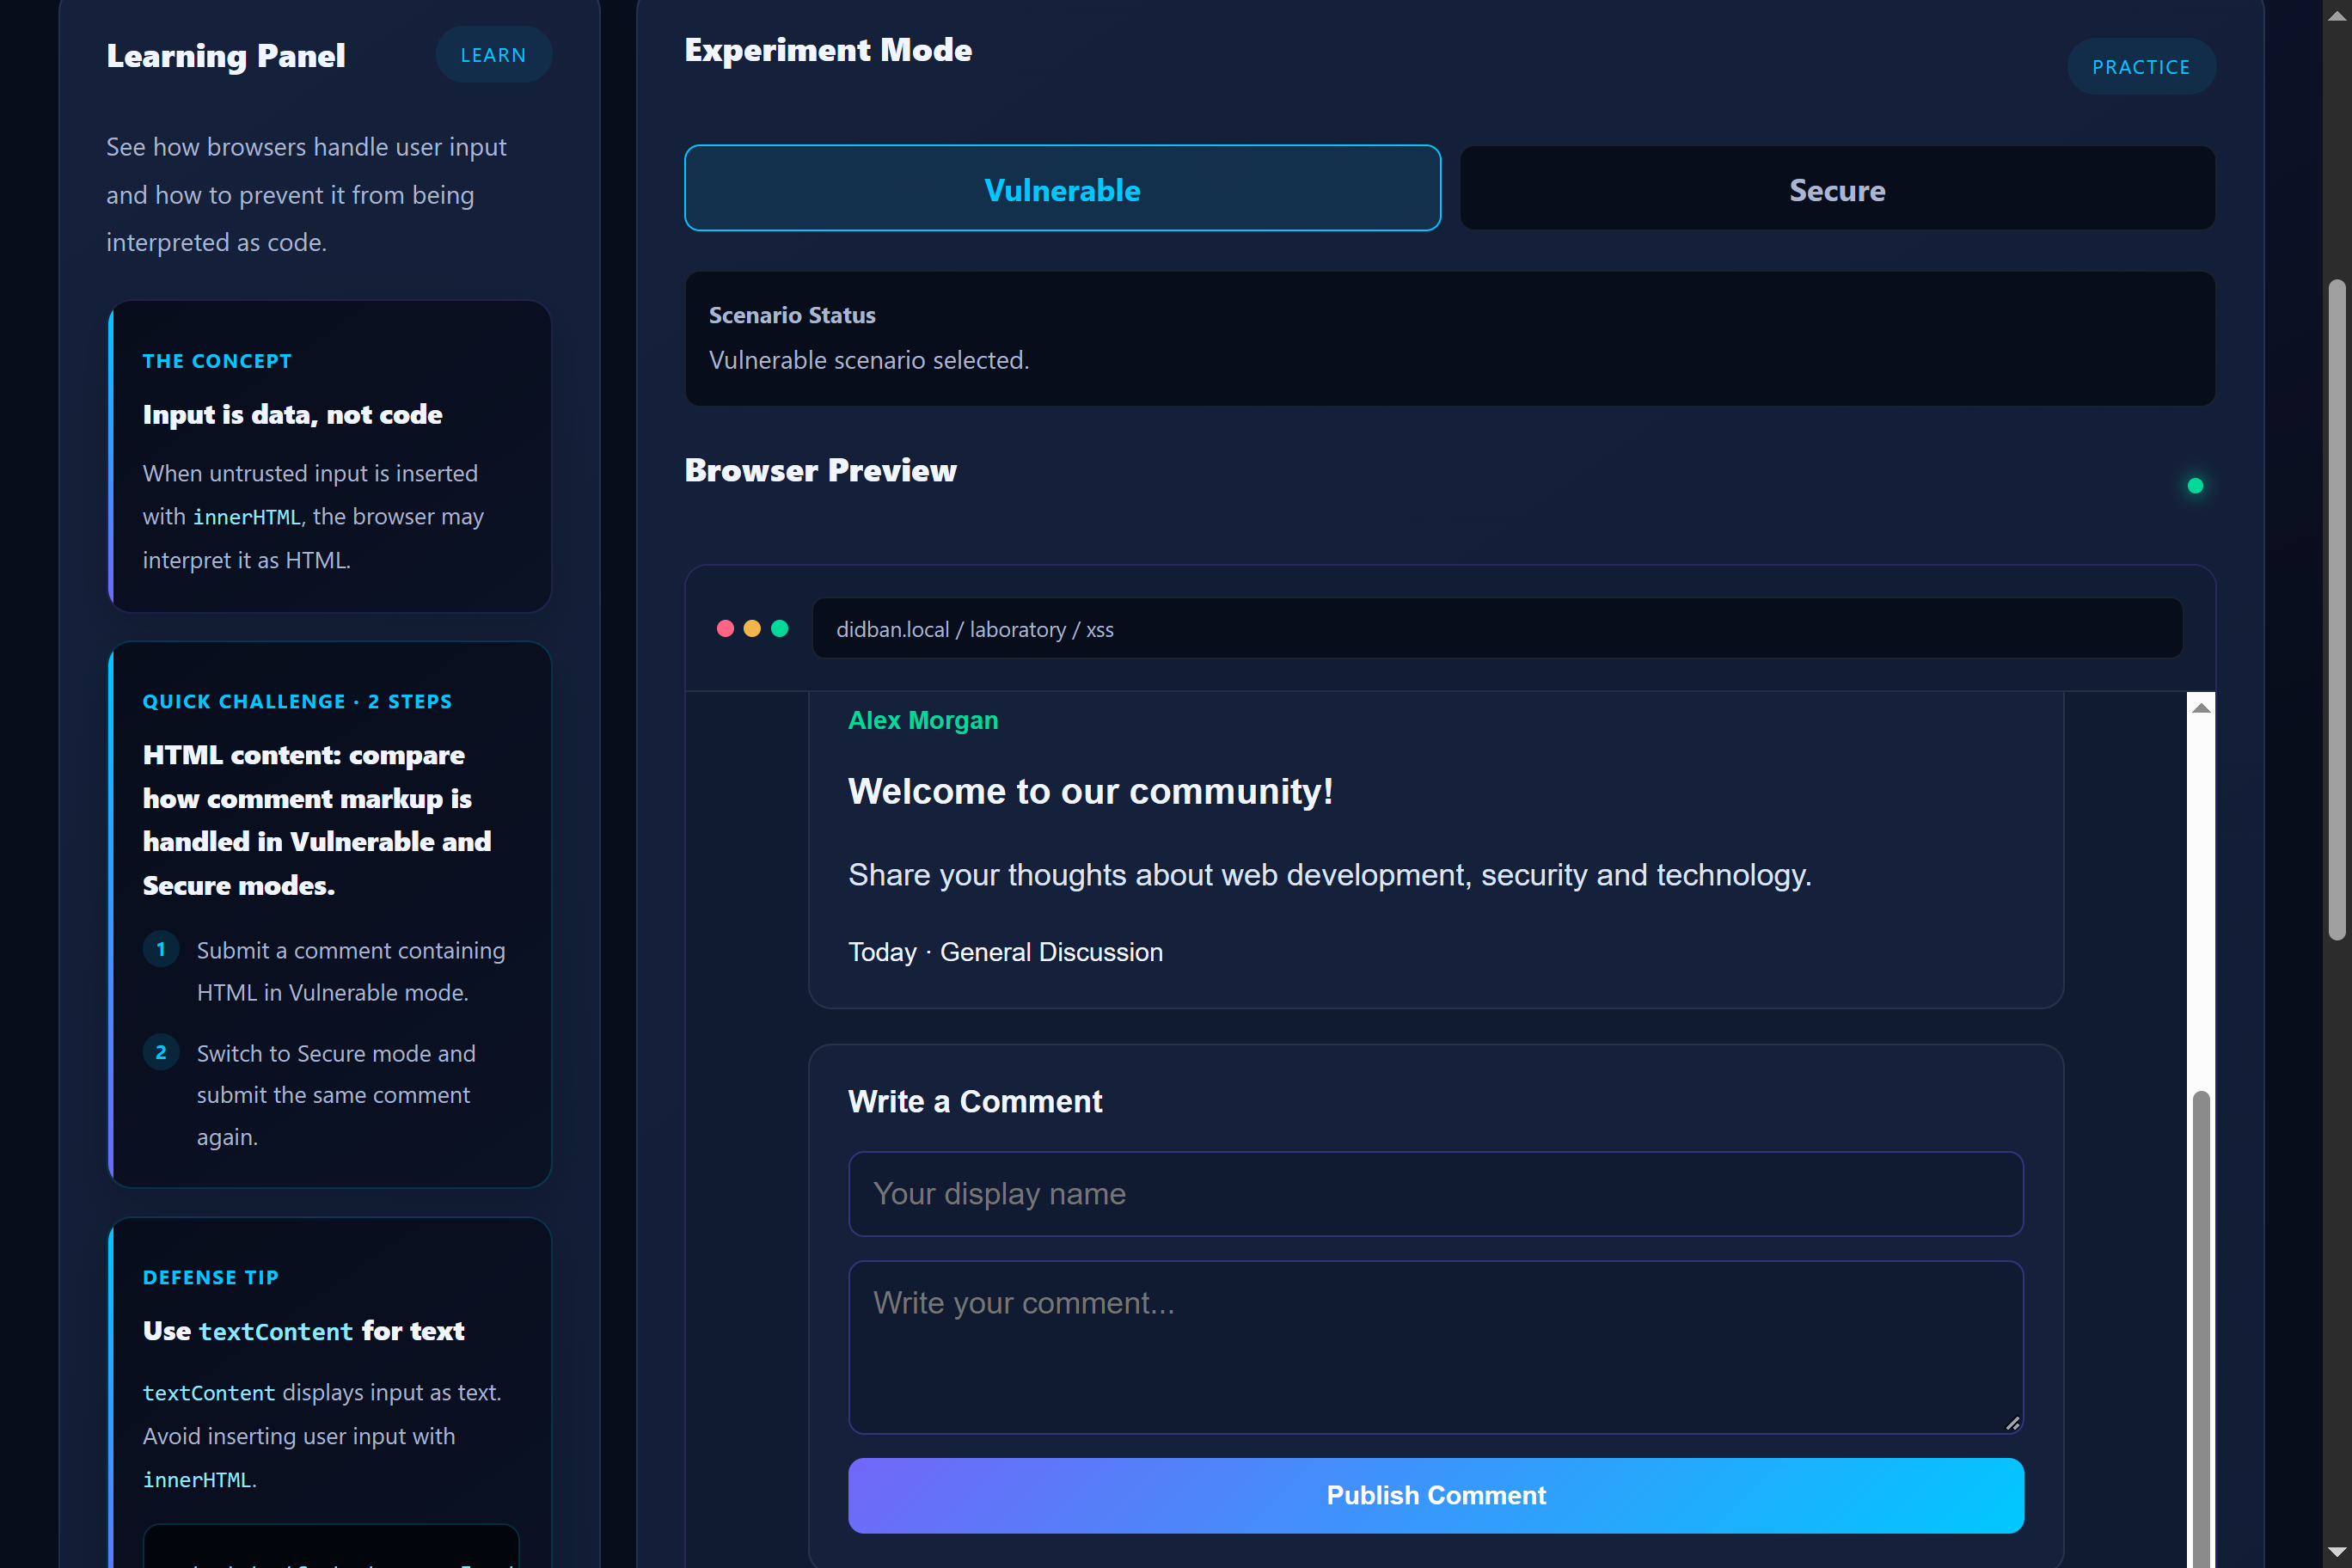 Learning Panel
LEARN
See how browsers handle user input
and how to prevent it from being
interpreted as code.
THE CONCEPT
Input is data, not code
When untrusted input is inserted
with innerHTML, the browser may
interpret it as HTML.
QUICK CHALLENGE · 2 STEPS
HTML content: compare
how comment markup is
handled in Vulnerable and
Secure modes.
1 Submit a comment containing
HTML in Vulnerable mode.
2 Switch to Secure mode and
submit the same comment
again.
DEFENSE TIP
Use textContent for text
textContent displays input as text.
Avoid inserting user input with
innerHTML.
Experiment Mode
PRACTICE
Vulnerable
Secure
Scenario Status
Vulnerable scenario selected.
Browser Preview
didban.local / laboratory / xss
Alex Morgan
Welcome to our community!
Share your thoughts about web development, security and technology.
Today · General Discussion
Write a Comment
Your display name
Write your comment...
Publish Comment